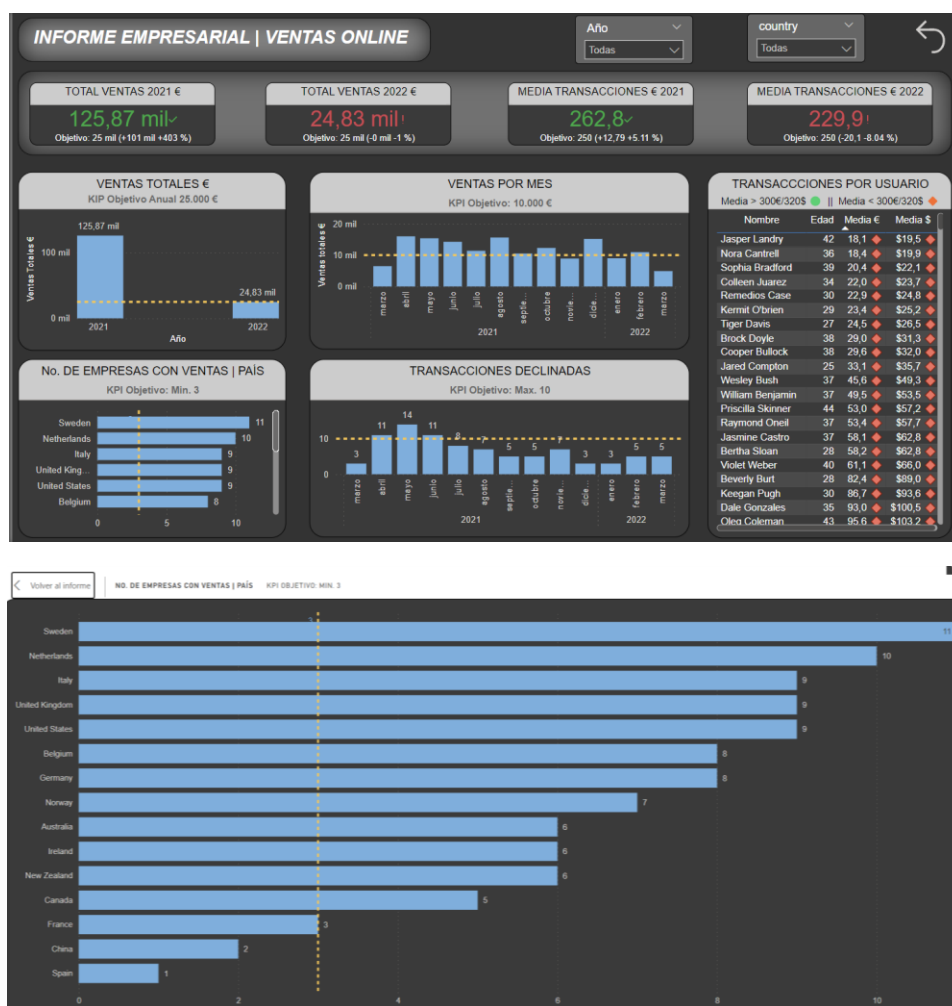 INFORME EMPRESARIAL | VENTAS ONLINE
Año
Todas
country
Todas
TOTAL VENTAS 2021 €
125,87 mil
Objetivo: 25 mil (+101 mil +403 %)
TOTAL VENTAS 2022 €
24,83 mil!
Objetivo: 25 mil (-0 mil -1 %)
MEDIA TRANSACCIONES € 2021
262,8
Objetivo: 250 (+12,79 +5.11 %)
MEDIA TRANSACCIONES € 2022
229,9!
Objetivo: 250 (-20,1 -8.04 %)
VENTAS TOTALES €
KIP Objetivo Anual 25.000 €
Ventas Totales €
100 mil
0 mil
125,87 mil
24,83 mil
2021
2022
Año
VENTAS POR MES
KPI Objetivo: 10.000 €
Ventas totales €
20 mil
10 mil
0 mil
marzo
abril
mayo
junio
julio
agosto
septie...
octubre
novie...
dicie...
enero
febrero
marzo
2021
2022
TRANSACCCIONES POR USUARIO
Media > 300€/320$ || Media < 300€/320$
Nombre Edad Media € Media $
Jasper Landry 42 18,1 $19,5
Nora Cantrell 36 18,4 $19,9
Sophia Bradford 39 20,4 $22,1
Colleen Juarez 34 22,0 $23,7
Remedios Case 30 22,9 $24,8
Kermit O'brien 29 23,4 $25,2
Tiger Davis 27 24,5 $26,5
Brock Doyle 38 29,0 $31,3
Cooper Bullock 38 29,6 $32,0
Jared Compton 25 33,1 $35,7
Wesley Bush 37 45,6 $49,3
William Benjamin 37 49,5 $53,5
Priscilla Skinner 44 53,0 $57,2
Raymond Oneil 37 53,4 $57,7
Jasmine Castro 37 58,1 $62,8
Bertha Sloan 28 58,2 $62,8
Violet Weber 40 61,1 $66,0
Beverly Burt 28 82,4 $89,0
Keegan Pugh 30 86,7 $93,6
Dale Gonzales 35 93,0 $100,5
Oleg Coleman 43 95,6 $103,2
No. DE EMPRESAS CON VENTAS | PAÍS
KPI Objetivo: Min. 3
Sweden 11
Netherlands 10
Italy 9
United King... 9
United States 9
Belgium 8
0 5 10
TRANSACCIONES DECLINADAS
KPI Objetivo: Max. 10
10
0
3 11 14 11 8 7 5 5 7 3 3 5 5
marzo
abril
mayo
junio
julio
agosto
septie...
octubre
novie...
dicie...
enero
febrero
marzo
2021
2022
Volver al informe
NO. DE EMPRESAS CON VENTAS | PAÍS KPI OBJETIVO: MIN. 3
3
Sweden 11
Netherlands 10
Italy 9
United Kingdom 9
United States 9
Belgium 8
Germany 8
Norway 7
Australia 6
Ireland 6
New Zealand 6
Canada 5
France 3
China 2
Spain 1
0 2 4 6 8 10